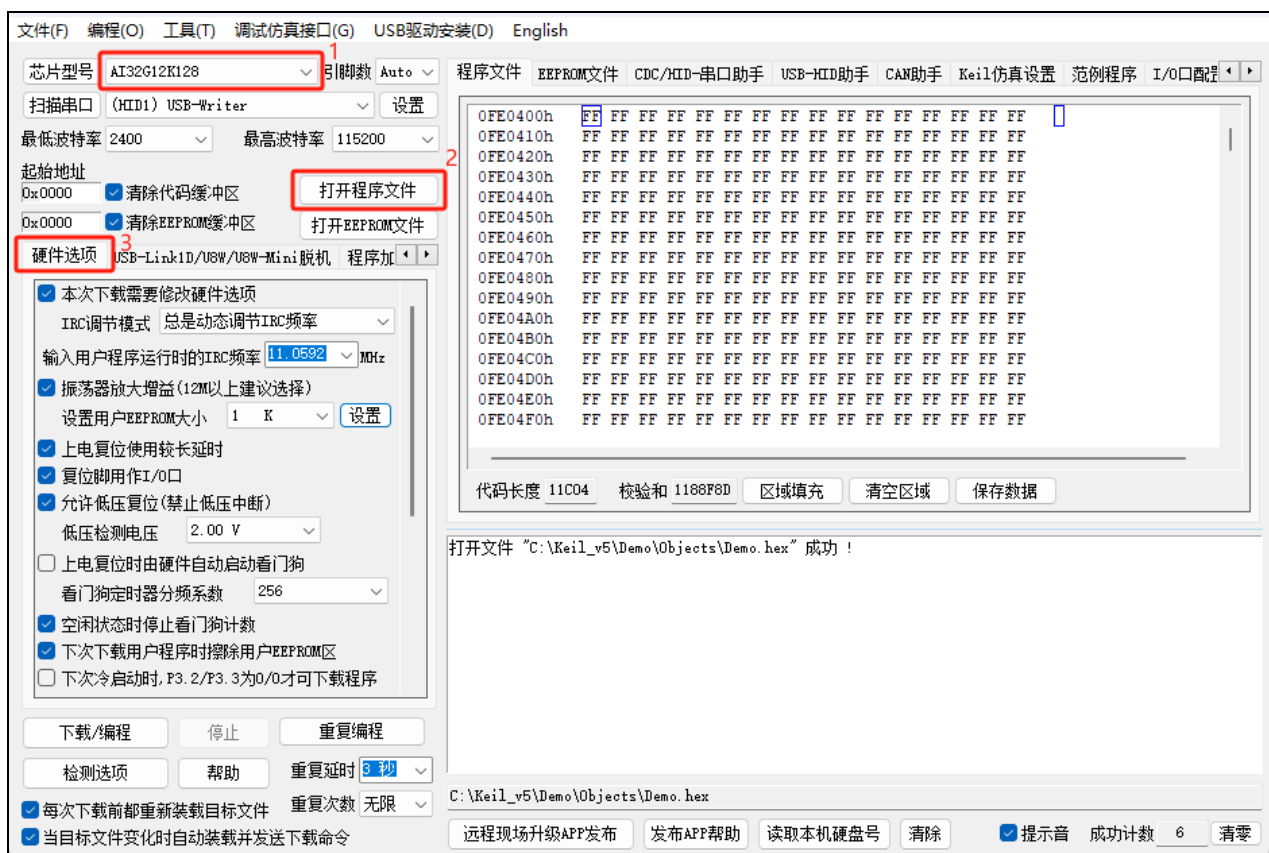 文件(F) 编程(O) 工具(T) 调试仿真接口(G) USB驱动安装(D) English
1
芯片型号 AI32G12K128 引脚数 Auto
扫描串口 (HID1) USB-Writer 设置
最低波特率 2400 最高波特率 115200
2
起始地址
0x0000 清除代码缓冲区 打开程序文件
0x0000 清除EEPROM缓冲区 打开EEPROM文件
3
硬件选项 USB-Link1D/U8W/U8W-Mini脱机 程序加
本次下载需要修改硬件选项
IRC调节模式 总是动态调节IRC频率
输入用户程序运行时的IRC频率 11.0592 MHz
振荡器放大增益(12M以上建议选择)
设置用户EEPROM大小 1 K 设置
上电复位使用较长延时
复位脚用作I/O口
允许低压复位(禁止低压中断)
低压检测电压 2.00 V
上电复位时由硬件自动启动看门狗
看门狗定时器分频系数 256
空闲状态时停止看门狗计数
下次下载用户程序时擦除用户EEPROM区
下次冷启动时,P3.2/P3.3为0/0才可下载程序
下载/编程 停止 重复编程
检测选项 帮助 重复延时 3 秒
每次下载前都重新装载目标文件 重复次数 无限
当目标文件变化时自动装载并发送下载命令
程序文件 EEPROM文件 CDC/HID-串口助手 USB-HID助手 CAN助手 Keil仿真设置 范例程序 I/O口配
0FE0400h FF FF FF FF FF FF FF FF FF FF FF FF FF FF FF FF
0FE0410h FF FF FF FF FF FF FF FF FF FF FF FF FF FF FF FF
0FE0420h FF FF FF FF FF FF FF FF FF FF FF FF FF FF FF FF
0FE0430h FF FF FF FF FF FF FF FF FF FF FF FF FF FF FF FF
0FE0440h FF FF FF FF FF FF FF FF FF FF FF FF FF FF FF FF
0FE0450h FF FF FF FF FF FF FF FF FF FF FF FF FF FF FF FF
0FE0460h FF FF FF FF FF FF FF FF FF FF FF FF FF FF FF FF
0FE0470h FF FF FF FF FF FF FF FF FF FF FF FF FF FF FF FF
0FE0480h FF FF FF FF FF FF FF FF FF FF FF FF FF FF FF FF
0FE0490h FF FF FF FF FF FF FF FF FF FF FF FF FF FF FF FF
0FE04A0h FF FF FF FF FF FF FF FF FF FF FF FF FF FF FF FF
0FE04B0h FF FF FF FF FF FF FF FF FF FF FF FF FF FF FF FF
0FE04C0h FF FF FF FF FF FF FF FF FF FF FF FF FF FF FF FF
0FE04D0h FF FF FF FF FF FF FF FF FF FF FF FF FF FF FF FF
0FE04E0h FF FF FF FF FF FF FF FF FF FF FF FF FF FF FF FF
0FE04F0h FF FF FF FF FF FF FF FF FF FF FF FF FF FF FF FF
代码长度 11C04 校验和 1188F8D 区域填充 清空区域 保存数据
打开文件 "C:\Keil_v5\Demo\Objects\Demo.hex" 成功 !
C:\Keil_v5\Demo\Objects\Demo.hex
远程现场升级APP发布 发布APP帮助 读取本机硬盘号 清除 提示音 成功计数 6 清零